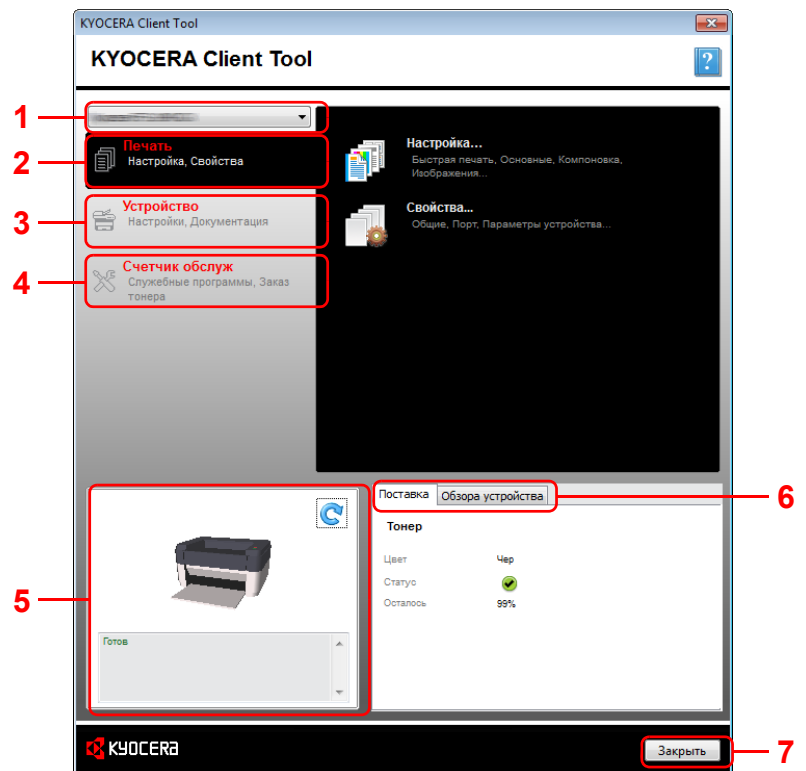 KYOCERA Client Tool
KYOCERA Client Tool
?
1
2
Печать
Настройка, Свойства
3
Устройство
Настройки, Документация
4
Счетчик обслуж
Служебные программы, Заказ
тонера
Настройка...
Быстрая печать, Основные, Компоновка,
Изображения...
Свойства...
Общие, Порт, Параметры устройства...
5
Готов
Поставка
Обзора устройства
6
Тонер
Цвет
Чер
Статус
Осталось
99%
KYOCERA
Закрыть
7